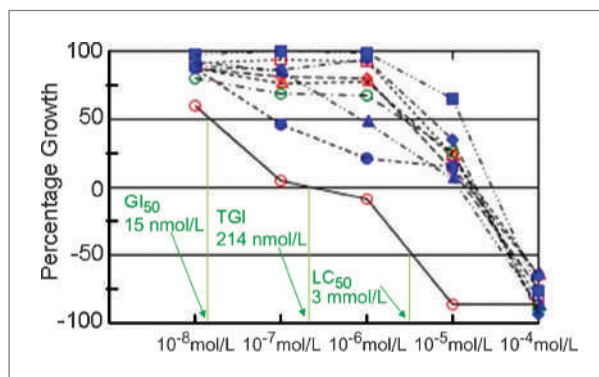 Percentage Growth
100
50
0
-50
-100
GI50
15 nmol/L
TGI
214 nmol/L
LC50
3 mmol/L
10-8mol/L 10-7mol/L 10-6mol/L 10-5mol/L 10-4mol/L